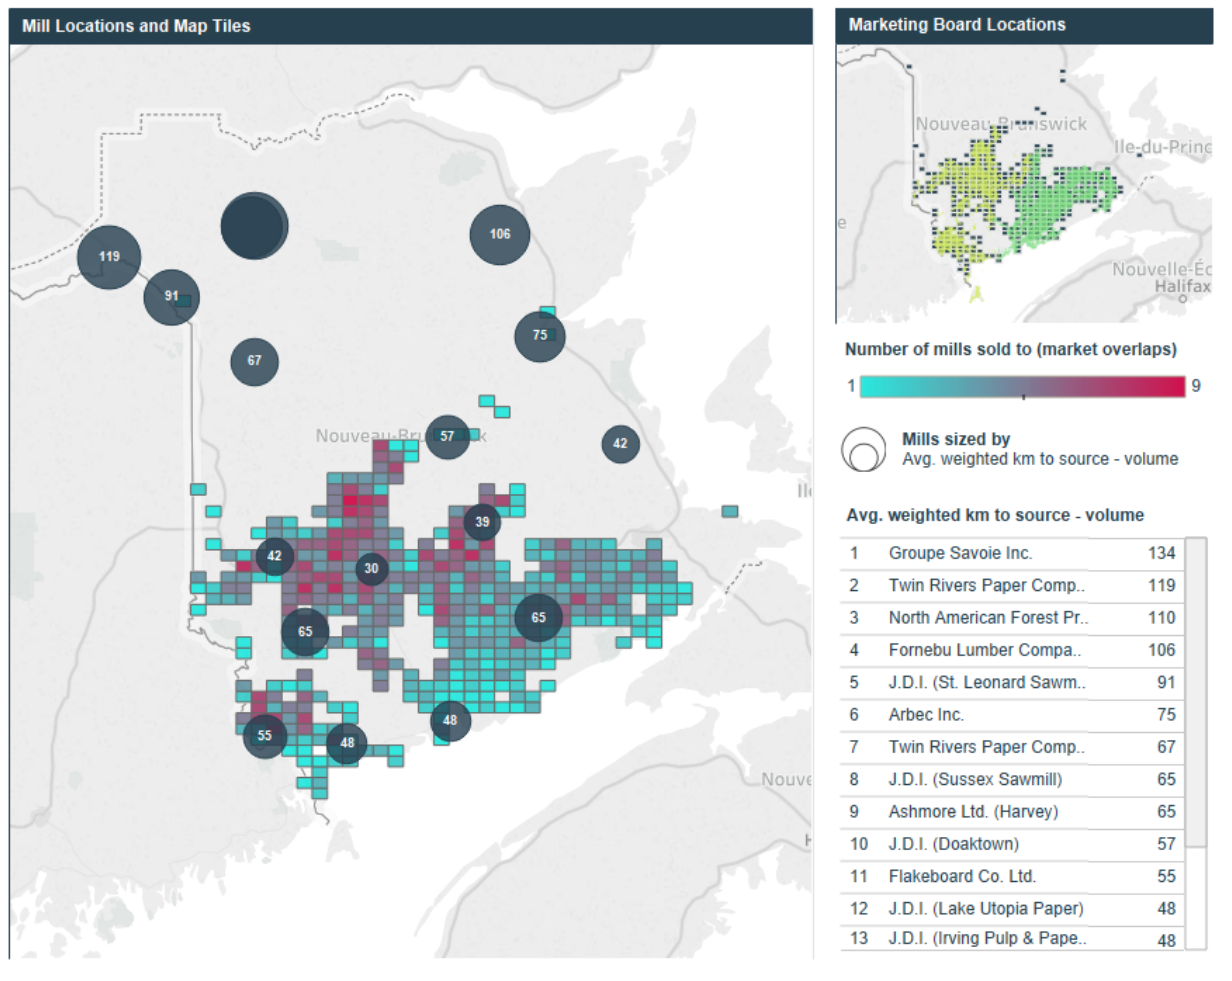 Mill Locations and Map Tiles
119
91
106
75
67
57
42
Nouveau-Bru
k
39
42
30
65
65
55
48
48
Ile
Nouve
H
Marketing Board Locations
Nouveau Brunswick
Ile-du-Princ
e
Nouvelle-Éc
Halifax
Number of mills sold to (market overlaps)
1 9
Mills sized by
Avg. weighted km to source - volume
Avg. weighted km to source - volume
1 Groupe Savoie Inc. 134
2 Twin Rivers Paper Comp.. 119
3 North American Forest Pr.. 110
4 Fornebu Lumber Compa.. 106
5 J.D.I. (St. Leonard Sawm.. 91
6 Arbec Inc. 75
7 Twin Rivers Paper Comp.. 67
8 J.D.I. (Sussex Sawmill) 65
9 Ashmore Ltd. (Harvey) 65
10 J.D.I. (Doaktown) 57
11 Flakeboard Co. Ltd. 55
12 J.D.I. (Lake Utopia Paper) 48
13 J.D.I. (Irving Pulp & Pape.. 48